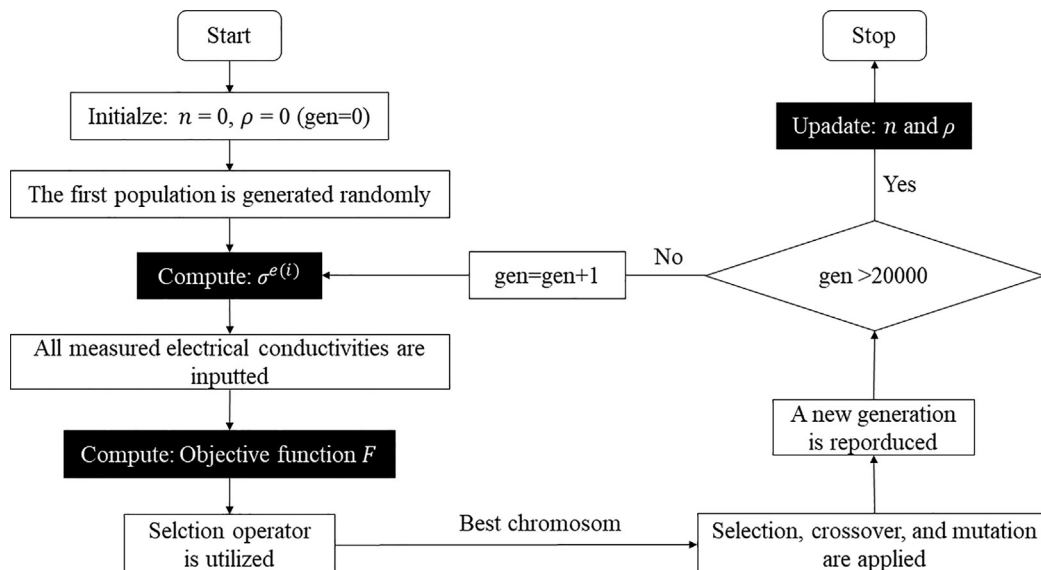 Start
Initialze: n = 0, ρ = 0 (gen=0)
The first population is generated randomly
Compute: σ^{e(i)}
All measured electrical conductivities are
inputted
Compute: Objective function F
Selction operator
is utilized
Best chromosom
Selection, crossover, and mutation
are applied
A new generation
is reporduced
gen >20000
No
gen=gen+1
Yes
Upadate: n and ρ
Stop